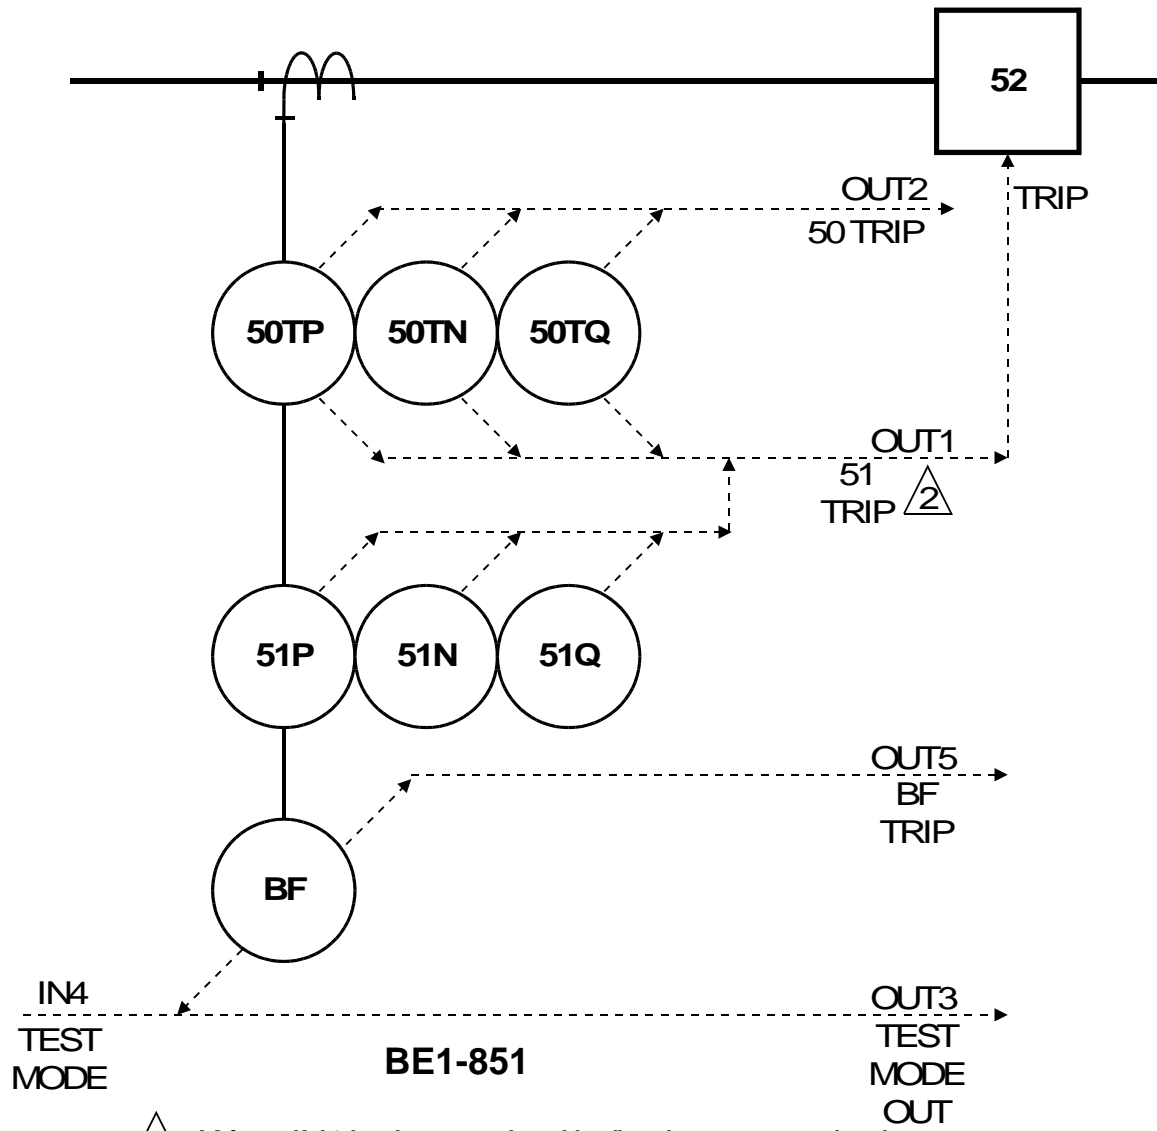 52
OUT2
TRIP
50 TRIP
50TP 50TN 50TQ
OUT1
51
TRIP 2
51P 51N 51Q
OUT5
BF
TRIP
BF
IN4
OUT3
TEST
MODE
TEST
MODE
OUT
BE1-851